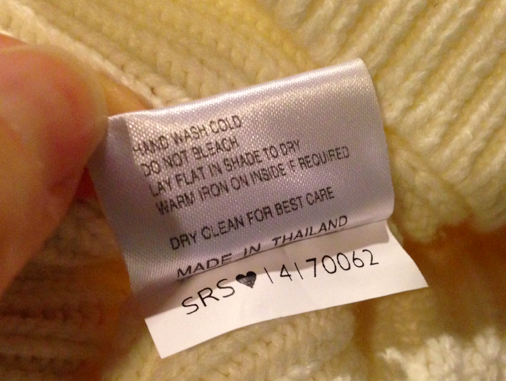 HAND WASH COLD
DO NOT BLEACH
LAY FLAT IN SHADE TO DRY
WARM IRON ON INSIDE IF REQUIRED
DRY CLEAN FOR BEST CARE
MADE IN THAILAND
SRS♥14170062